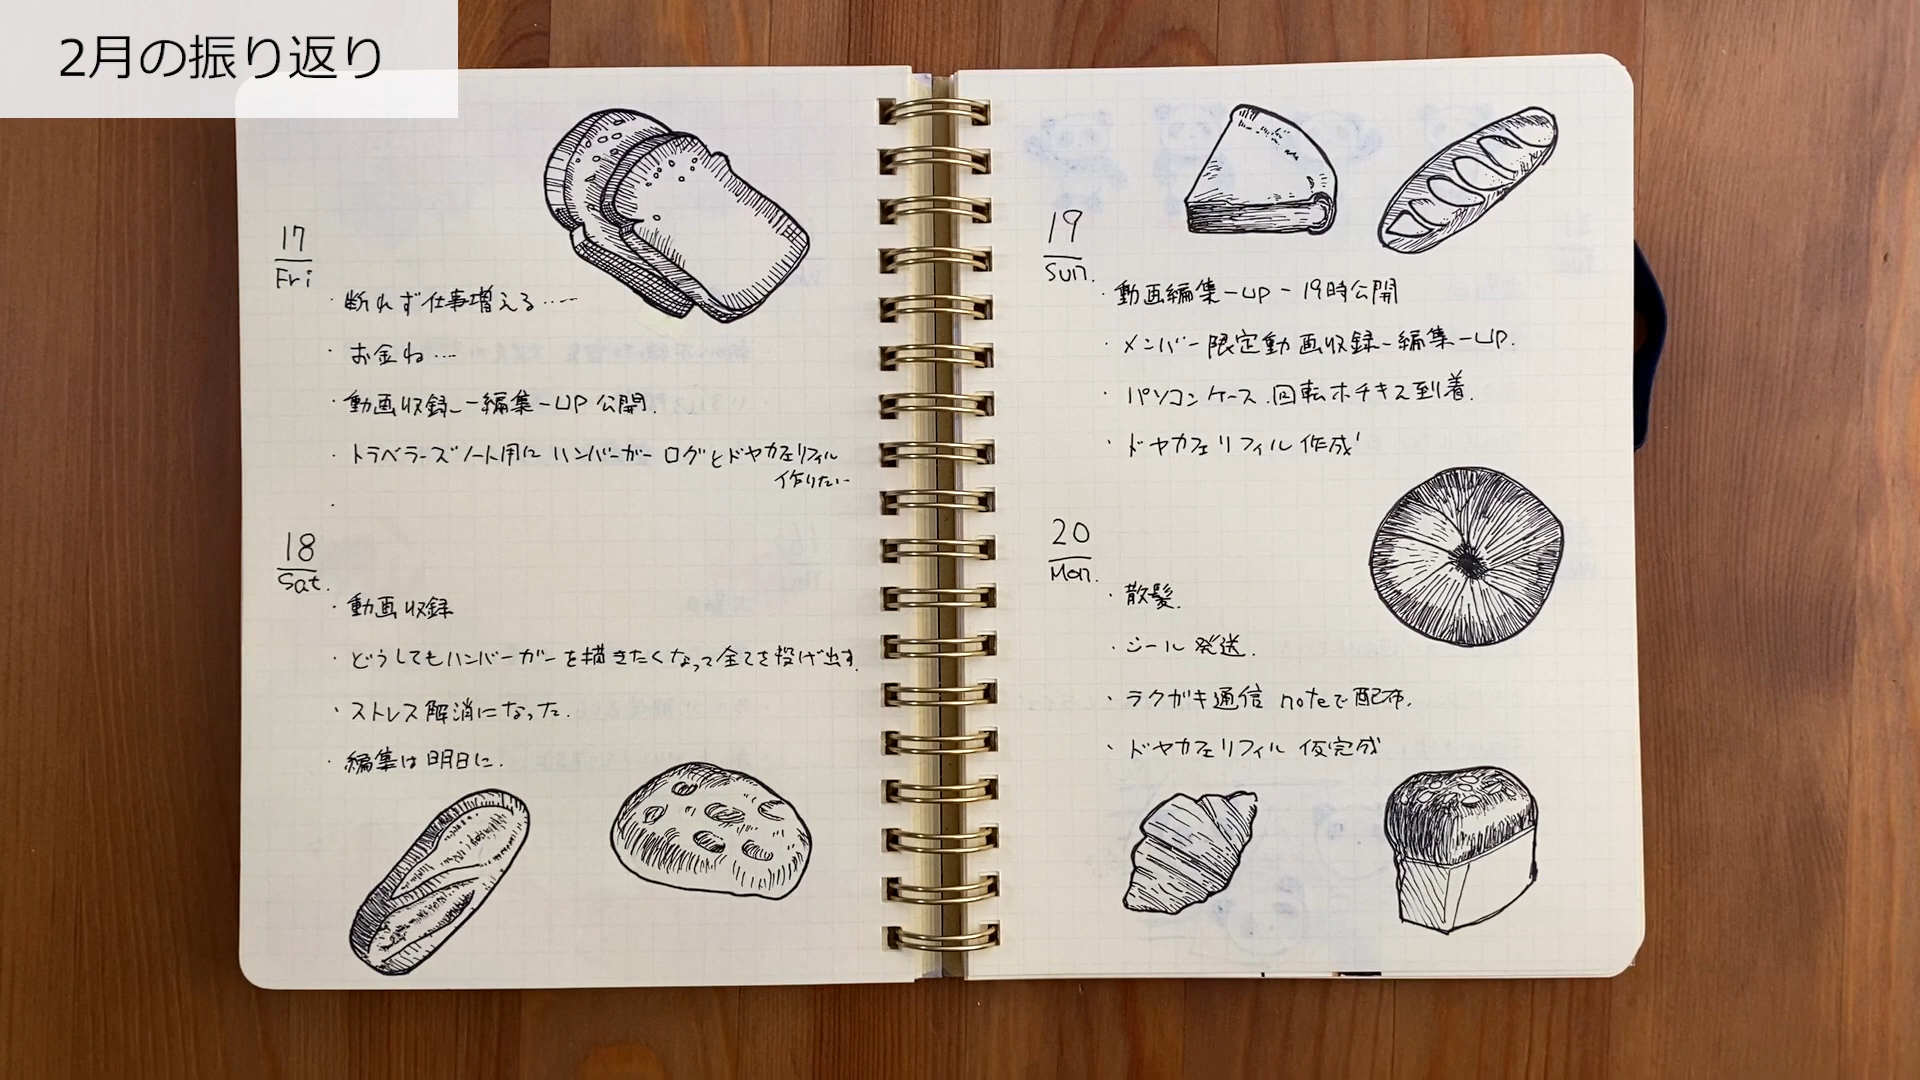 2月の振り返り
17
Fri
・断れず仕事増える……
・お金ね…
・動画収録-編集-UP公開.
・トラベラーズノート用にハンバーガーログとドヤカフェリフィル
作りたい…
・
18
Sat.
・動画収録
・どうしてもハンバーガーを描きたくなって全てを投げ出す.
・ストレス解消になった.
・編集は明日に.
19
Sun.
・動画編集-UP-19時公開
・メンバー限定動画収録-編集-UP.
・パソコンケース.回転ホチキス到着.
・ドヤカフェリフィル作成
20
Mon.
・散髪.
・シール発送.
・ラクガキ通信 noteで配布.
・ドヤカフェリフィル仮完成